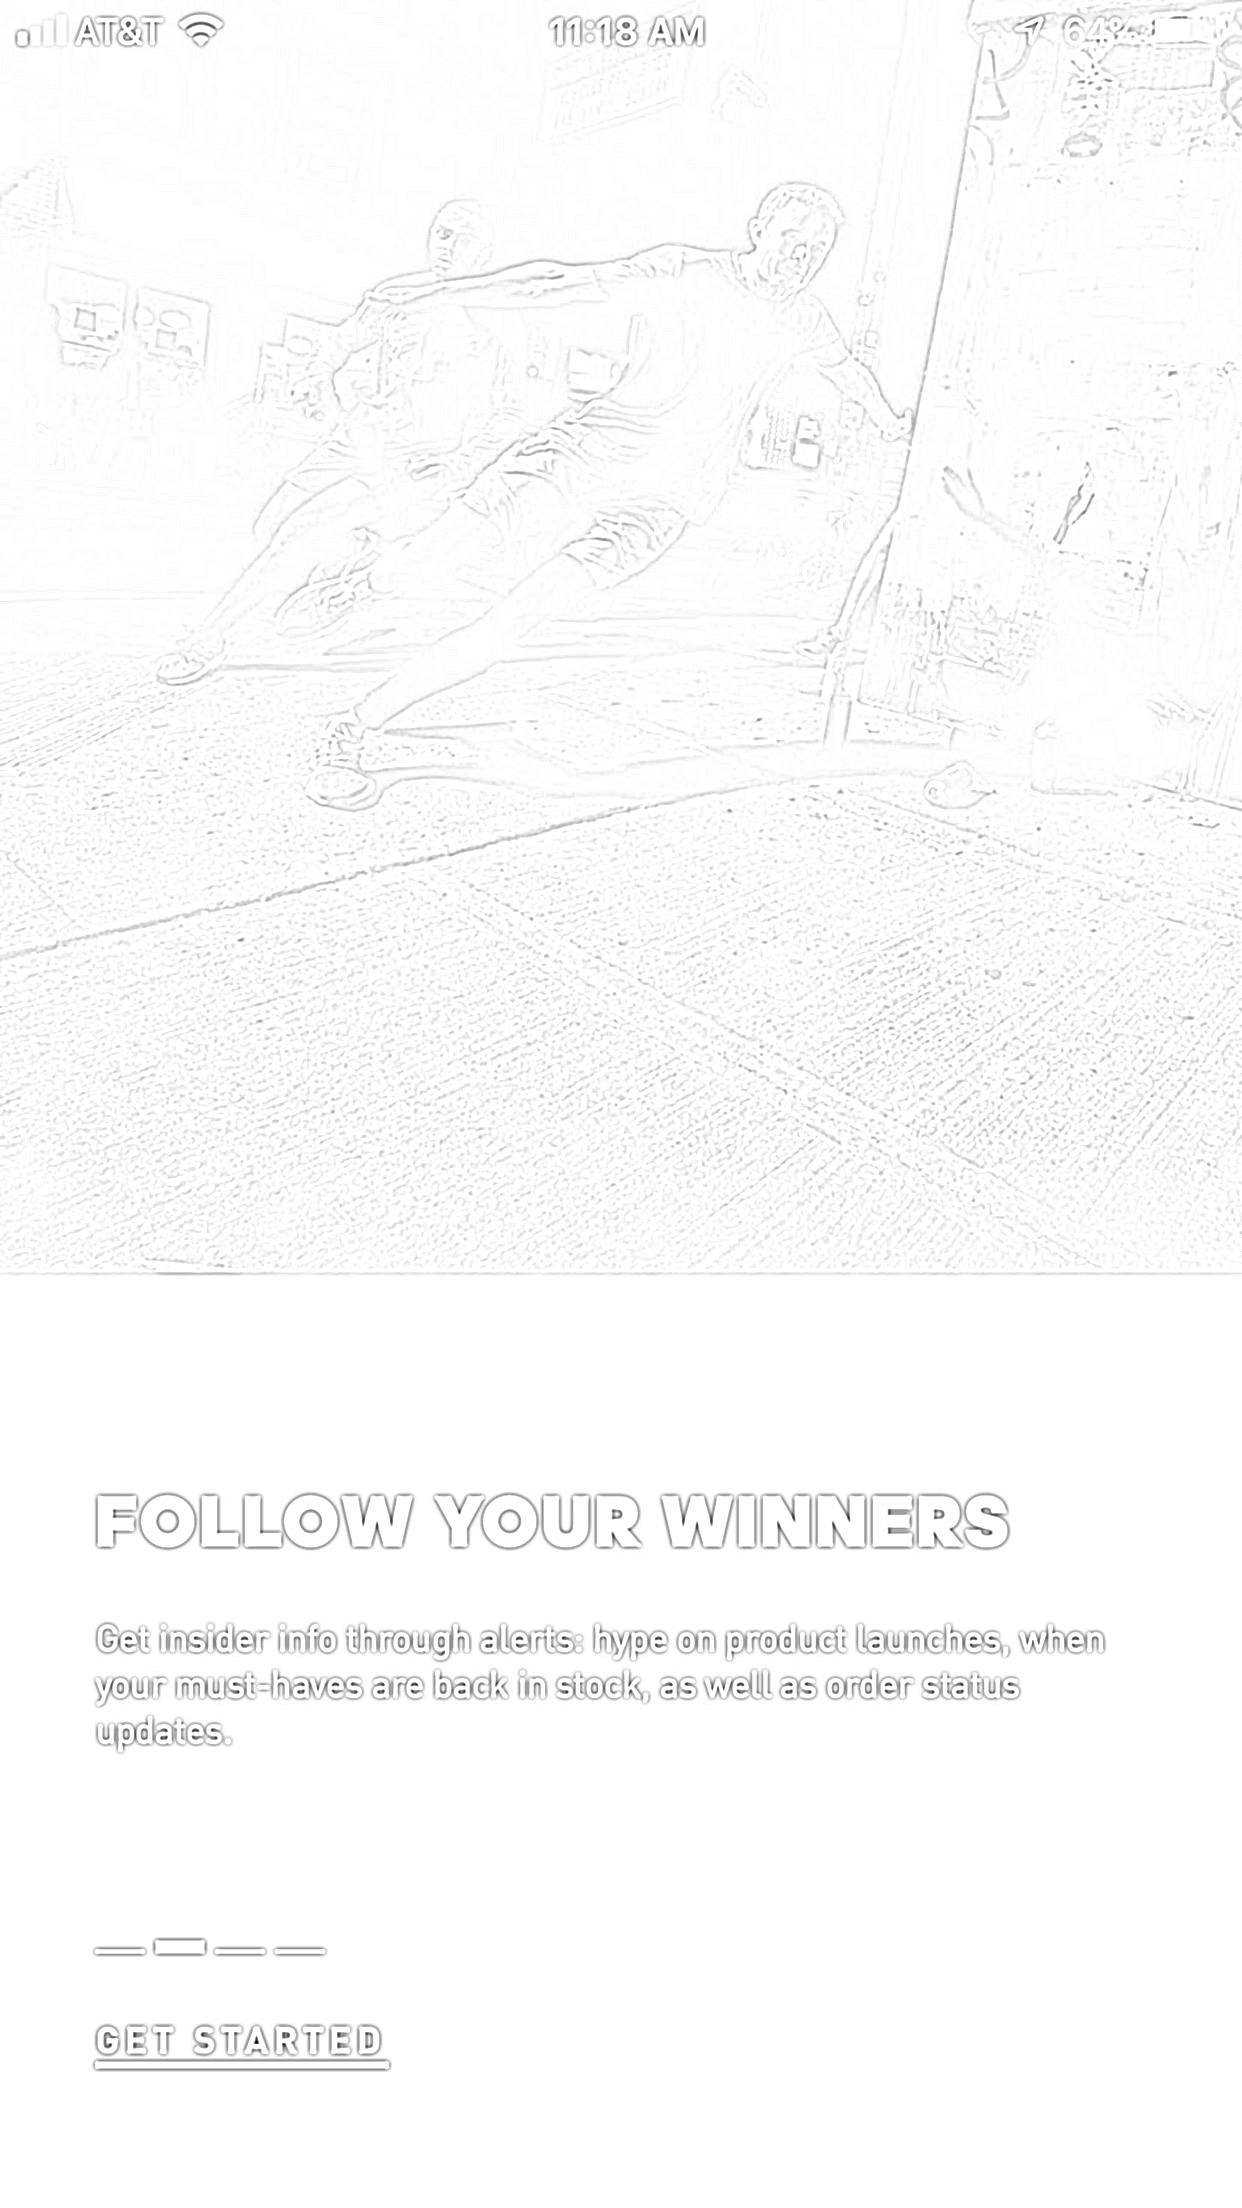 AT&T 11:18 AM 64%
FOLLOW YOUR WINNERS
Get insider info through alerts: hype on product launches, when
your must-haves are back in stock, as well as order status
updates.
GET STARTED